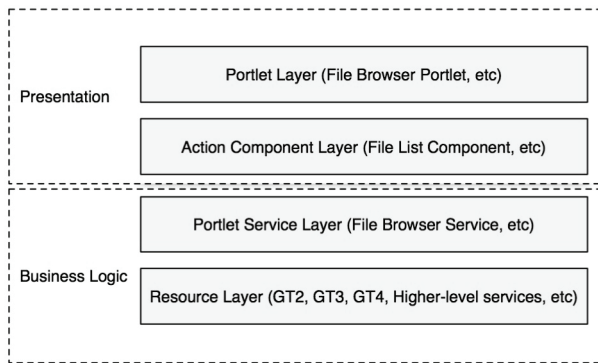 Portlet Layer (File Browser Portlet, etc)
Presentation
Action Component Layer (File List Component, etc)
Portlet Service Layer (File Browser Service, etc)
Business Logic
Resource Layer (GT2, GT3, GT4, Higher-level services, etc)